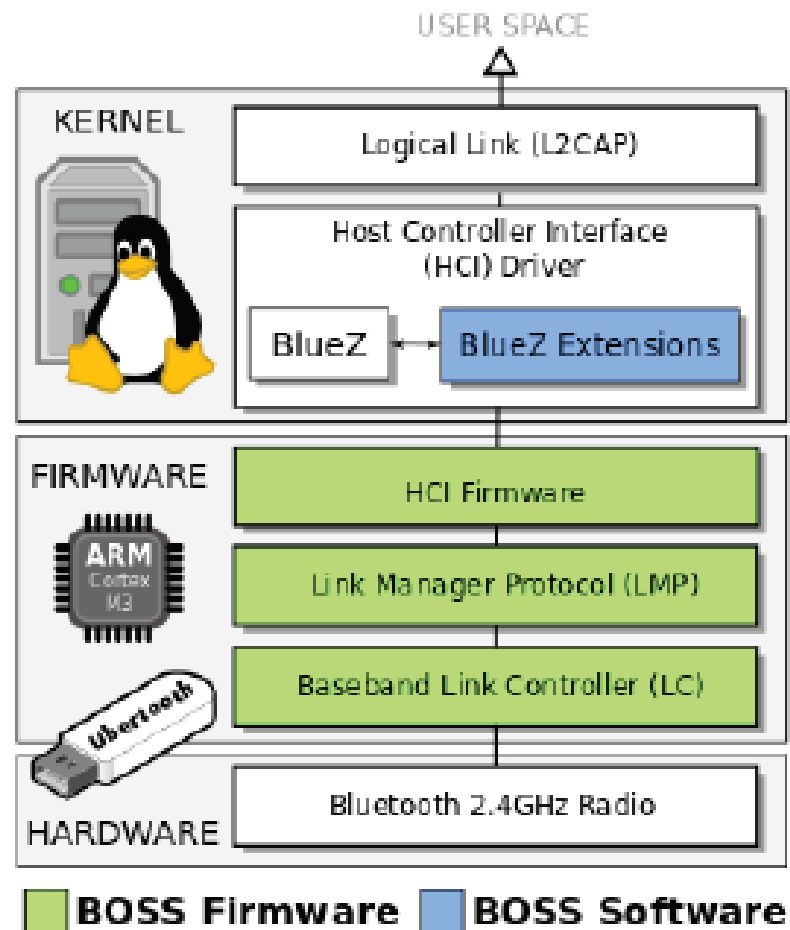 USER SPACE
KERNEL
Logical Link (L2CAP)
Host Controller Interface
(HCI) Driver
BlueZ
BlueZ Extensions
FIRMWARE
HCI Firmware
ARM
Cortex
M3
Link Manager Protocol (LMP)
Baseband Link Controller (LC)
Ubertooth
HARDWARE
Bluetooth 2.4GHz Radio
BOSS Firmware
BOSS Software